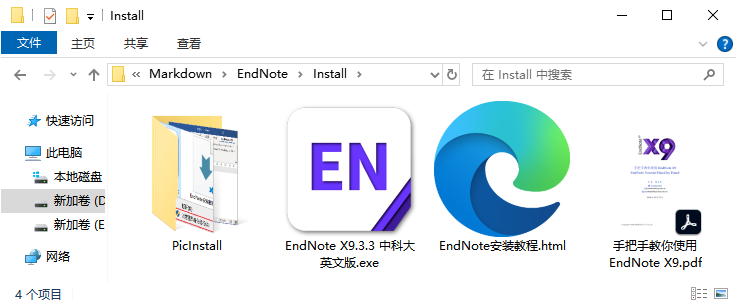 Install
文件
主页
共享
查看
« Markdown > EndNote > Install >
在 Install 中搜索
快速访问
此电脑
本地磁盘
新加卷 (D
新加卷 (E
网络
EN
X9
PicInstall
EndNote X9.3.3 中科大
英文版.exe
EndNote安装教程.html
手把手教你使用
EndNote X9.pdf
4 个项目